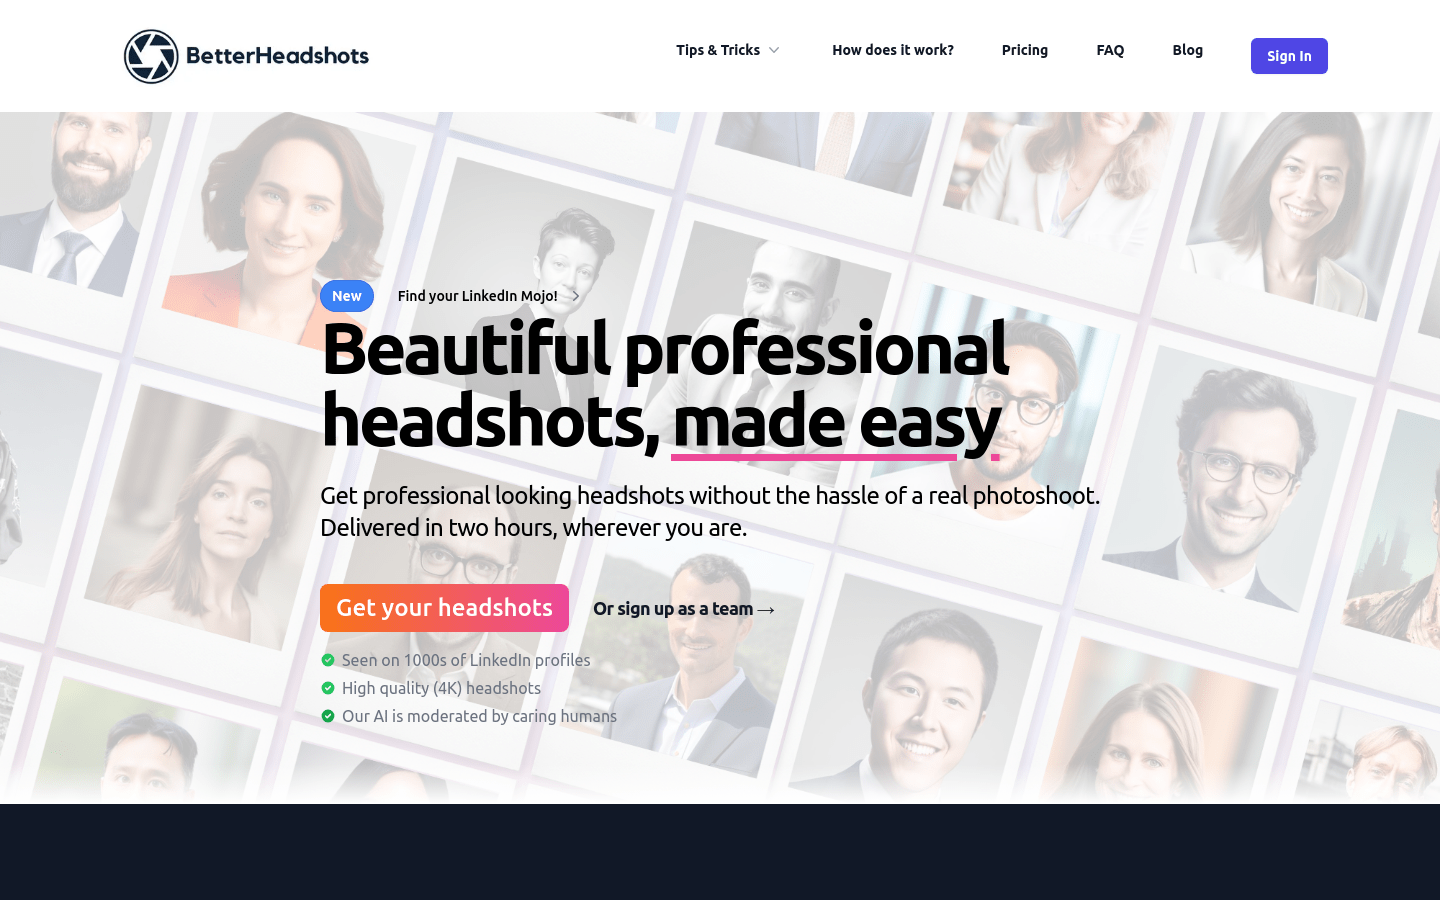 BetterHeadshots
Tips & Tricks
How does it work?
Pricing
FAQ
Blog
Sign In
New
Find your LinkedIn Mojo!
Beautiful professional
headshots, made easy
Get professional looking headshots without the hassle of a real photoshoot.
Delivered in two hours, wherever you are.
Get your headshots
Or sign up as a team →
Seen on 1000s of LinkedIn profiles
High quality (4K) headshots
Our AI is moderated by caring humans